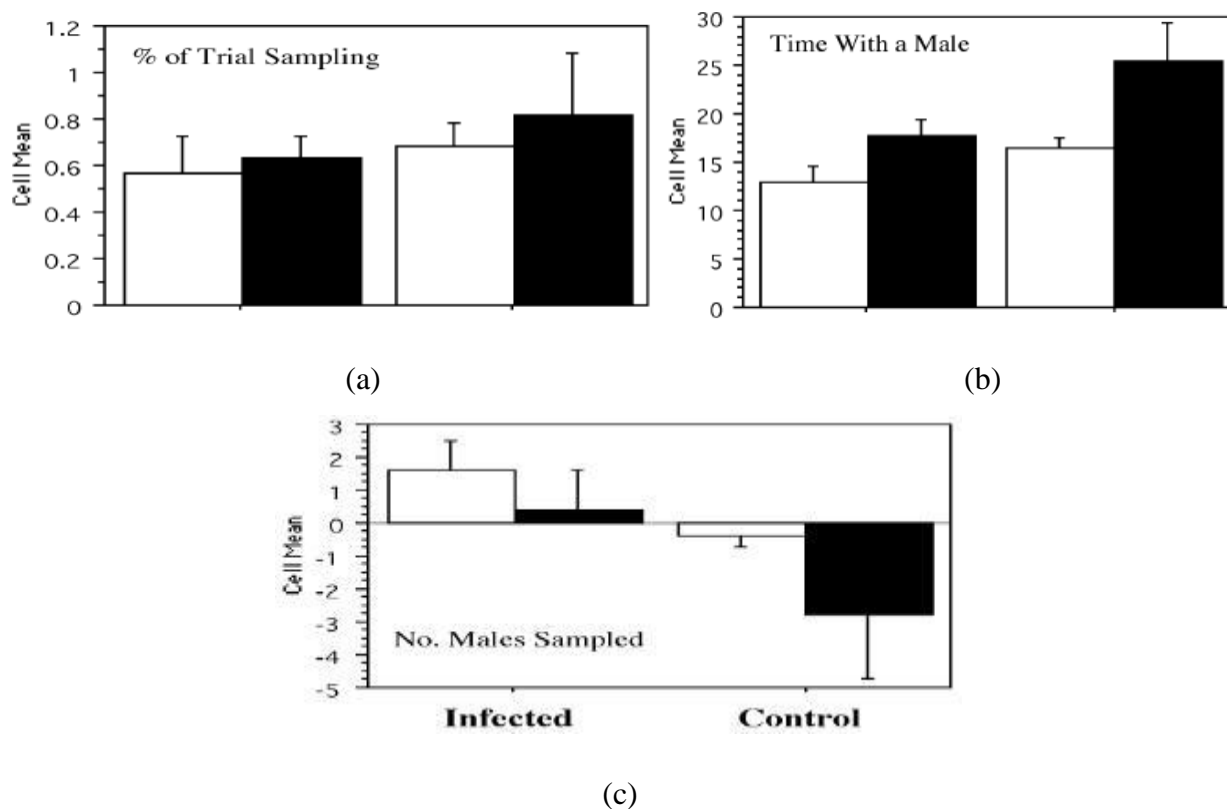 % of Trial Sampling
Cell Mean
1.2
1
0.8
0.6
0.4
0.2
0
(a)
Time With a Male
Cell Mean
30
25
20
15
10
5
0
(b)
No. Males Sampled
Cell Mean
3
2
1
0
-1
-2
-3
-4
-5
Infected Control
(c)